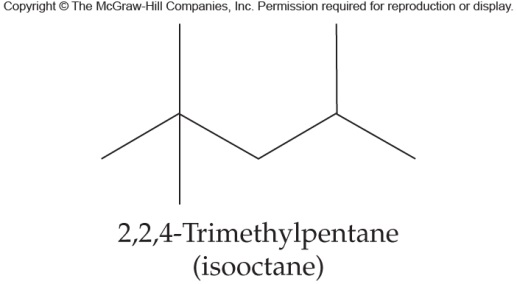 Copyright © The McGraw-Hill Companies, Inc. Permission required for reproduction or display.
2,2,4-Trimethylpentane
(isooctane)